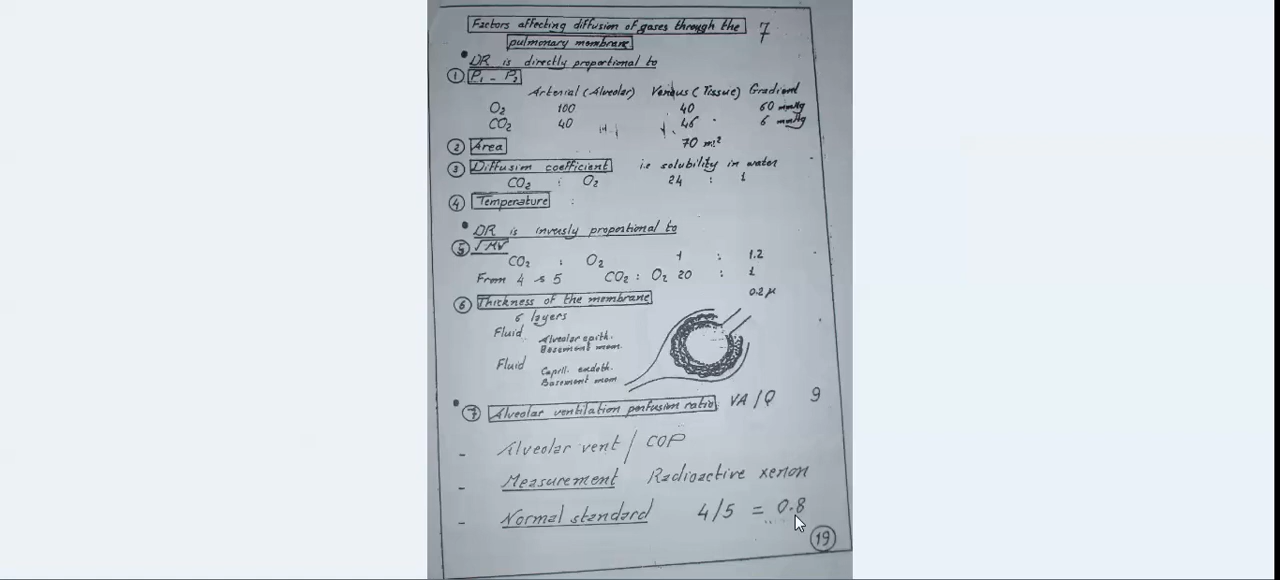 Factors affecting diffusion of gases through the 7
pulmonary membrane
• DR is directly proportional to
① P1 - P2
Arterial (Alveolar) Venous (Tissue) Gradient
O2 100 40 60 mmHg
CO2 40 46 6 mmHg
② Area 70 m2
③ Diffusion coefficient i.e solubility in water
CO2 : O2 24 : 1
④ Temperature :
• DR is inversly proportional to
⑤ √MW
CO2 : O2 1 : 1.2
From 4 & 5 CO2 : O2 20 : 1
⑥ Thickness of the membrane 0.2 μ
6 layers
Fluid Alveolar epith.
Basement mem.
Fluid Capill. endoth.
Basement mem
• ⑦ Alveolar ventilation perfusion ratio VA/Q 9
- Alveolar vent / COP
- Measurement Radioactive xenon
- Normal standard 4/5 = 0.8
19